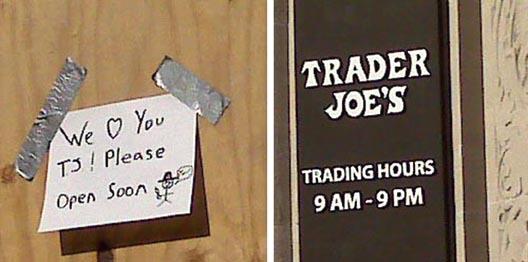 We ♡ You
TJ! Please
Open Soon
TRADER
JOE'S
TRADING HOURS
9 AM - 9 PM